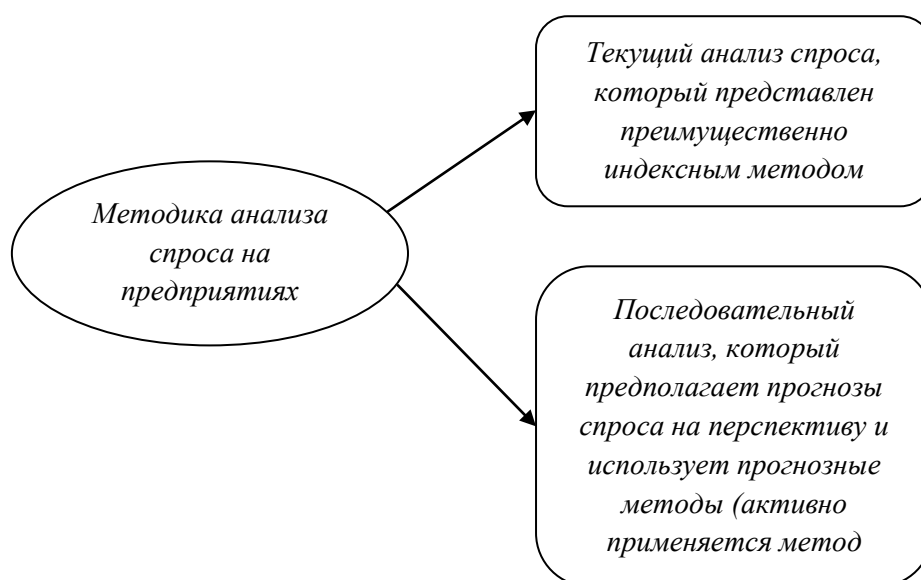 Текущий анализ спроса,
который представлен
преимущественно
индексным методом
Методика анализа
спроса на
предприятиях
Последовательный
анализ, который
предполагает прогнозы
спроса на перспективу и
использует прогнозные
методы (активно
применяется метод